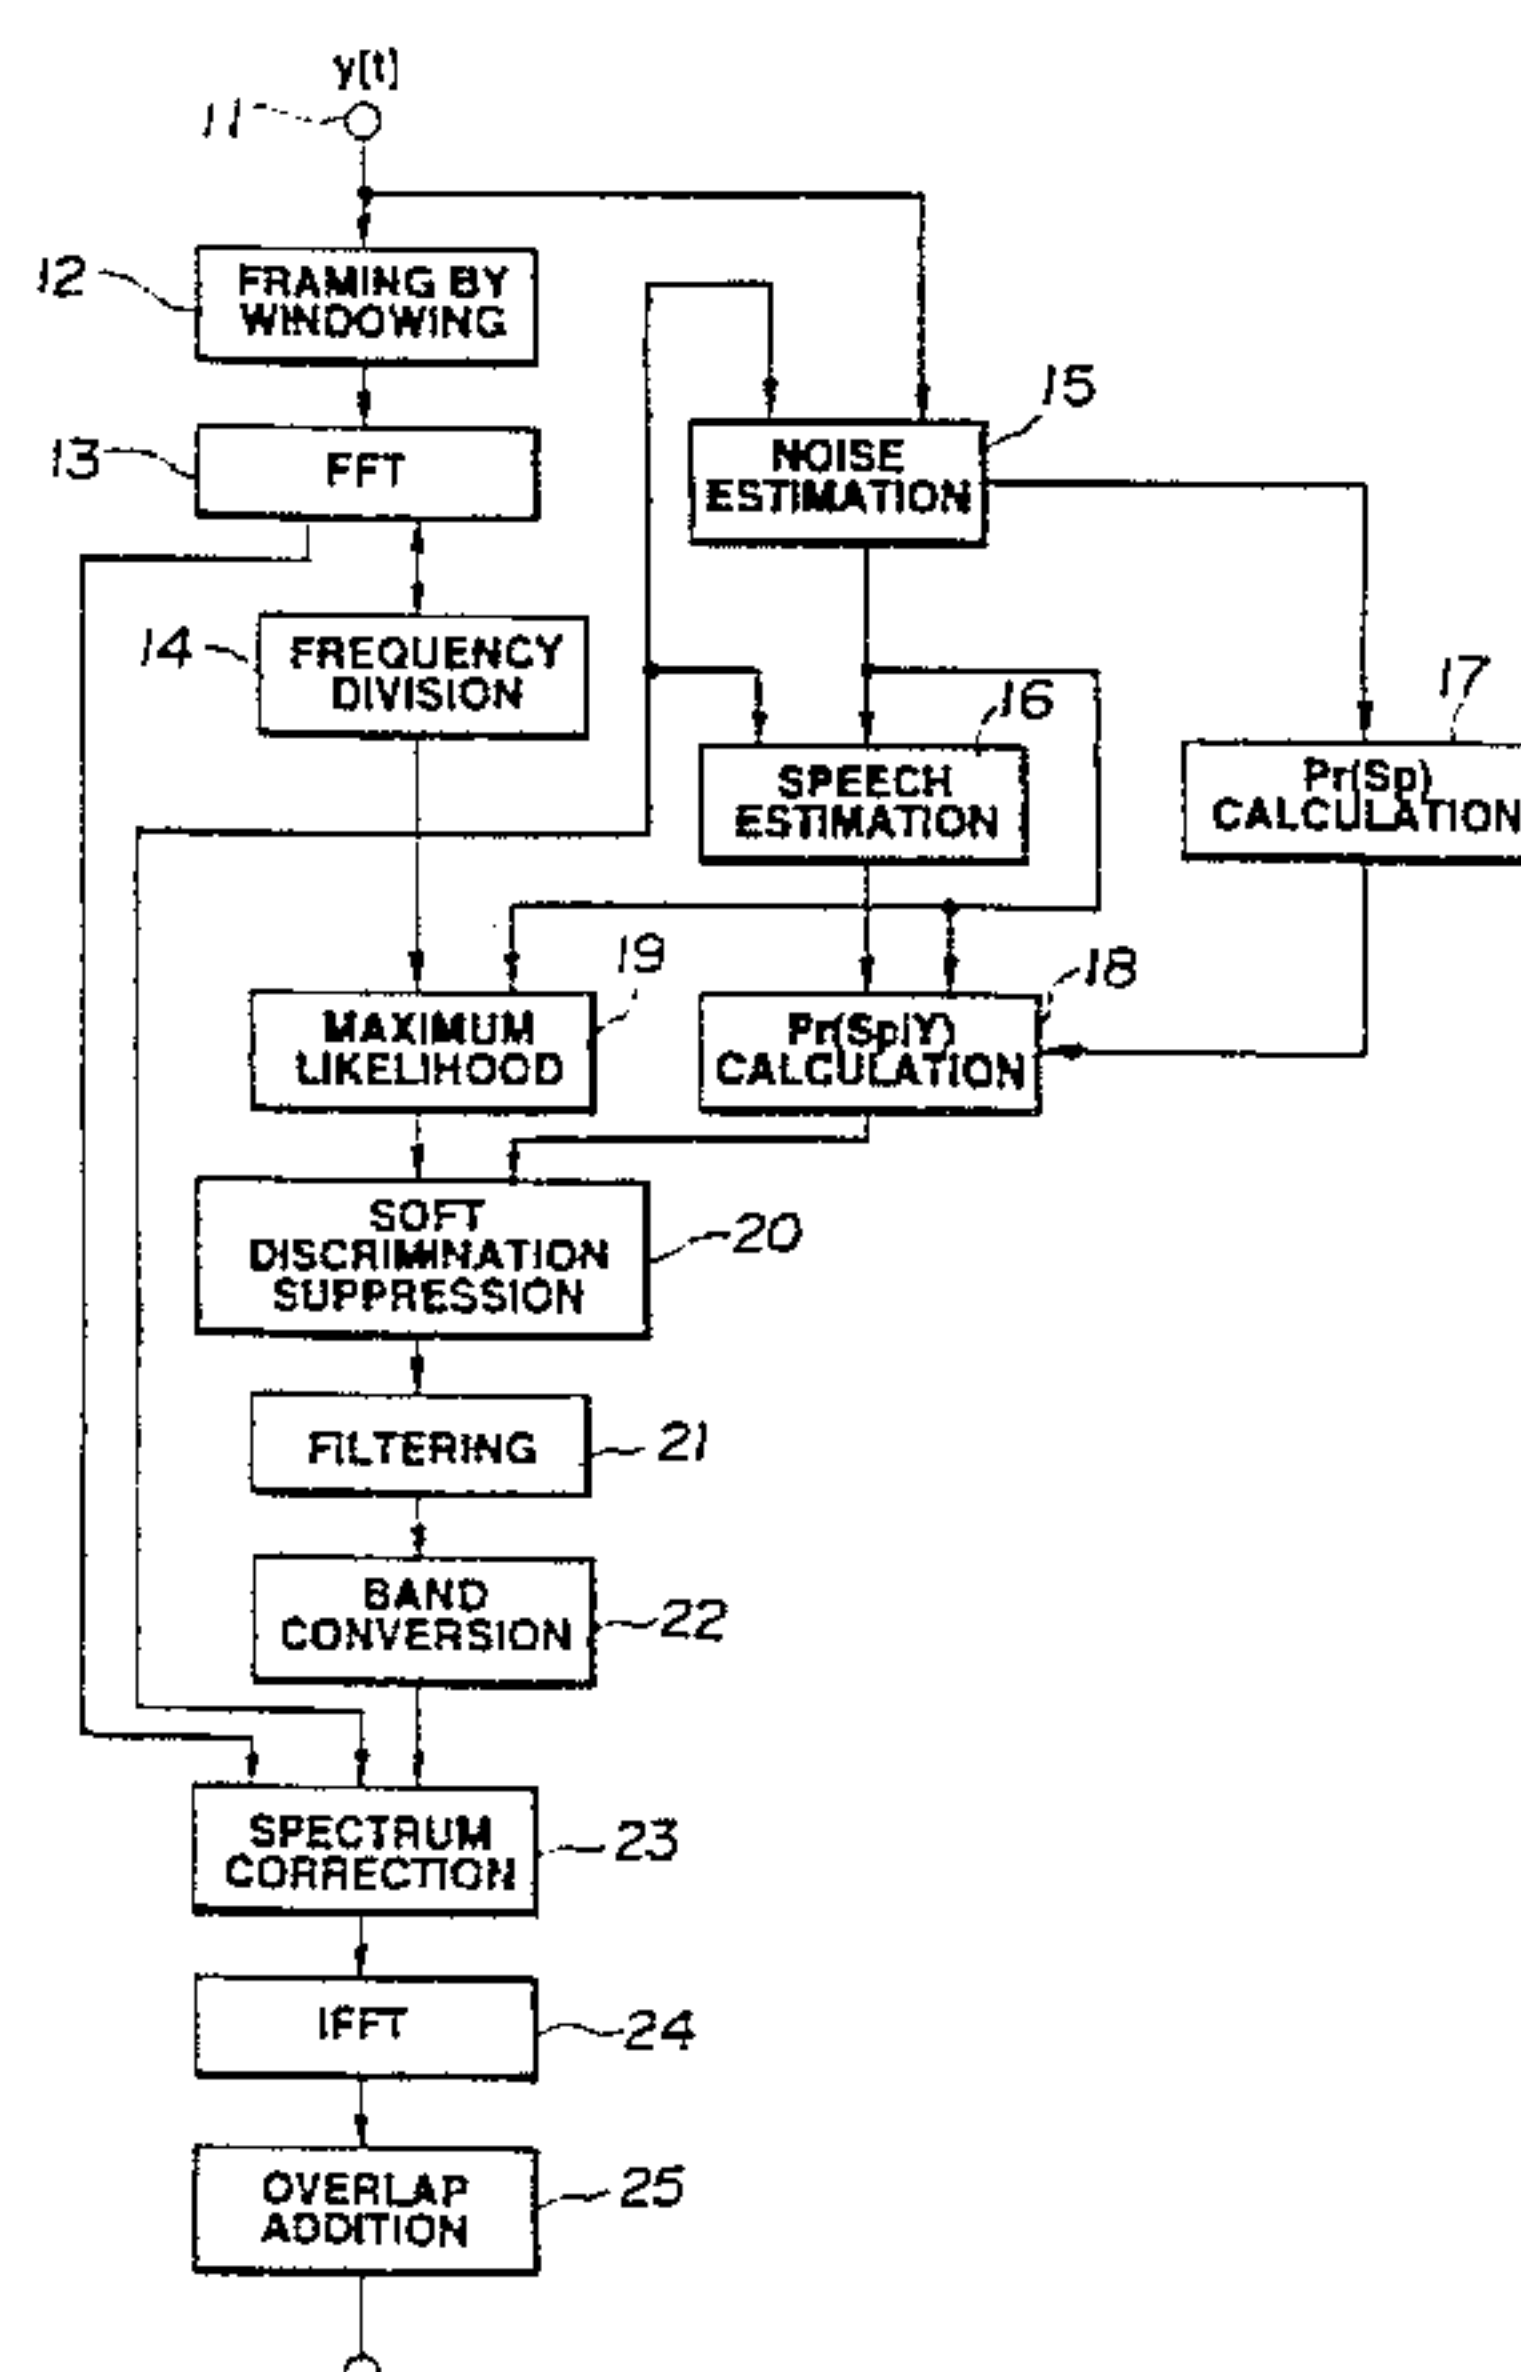 y[t]
11
12
FRAMING BY
WINDOWING
13
FFT
15
NOISE
ESTIMATION
14
FREQUENCY
DIVISION
16
SPEECH
ESTIMATION
17
Pr(Sp)
CALCULATION
19
MAXIMUM
LIKELIHOOD
18
Pr(Sp|Y)
CALCULATION
SOFT
DISCRIMINATION
SUPPRESSION
20
FILTERING
21
BAND
CONVERSION
22
SPECTRUM
CORRECTION
23
IFFT
24
OVERLAP
ADDITION
25